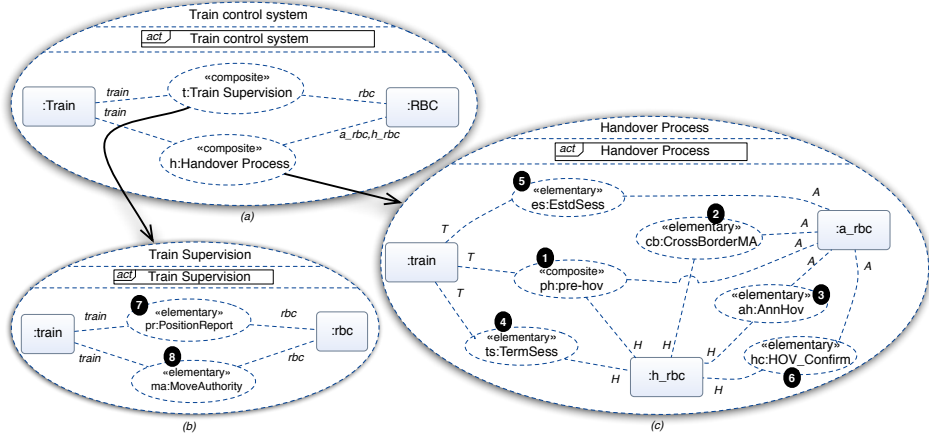 Train control system
act Train control system
«composite»
t:Train Supervision
:Train
train
train
rbc
:RBC
a_rbc,h_rbc
«composite»
h:Handover Process
(a)
Train Supervision
act Train Supervision
7
«elementary»
pr:PositionReport
:train
train
train
rbc
rbc
:rbc
8
«elementary»
ma:MoveAuthority
(b)
Handover Process
act Handover Process
5
«elementary»
es:EstdSess
A
2
«elementary»
cb:CrossBorderMA
A
:a_rbc
T
:train
T
1
«composite»
ph:pre-hov
A
A
A
T
«elementary»
ah:AnnHov
3
4
«elementary»
ts:TermSess
«elementary»
hc:HOV_Confirm
6
H
H
H
H
H
:h_rbc
(c)